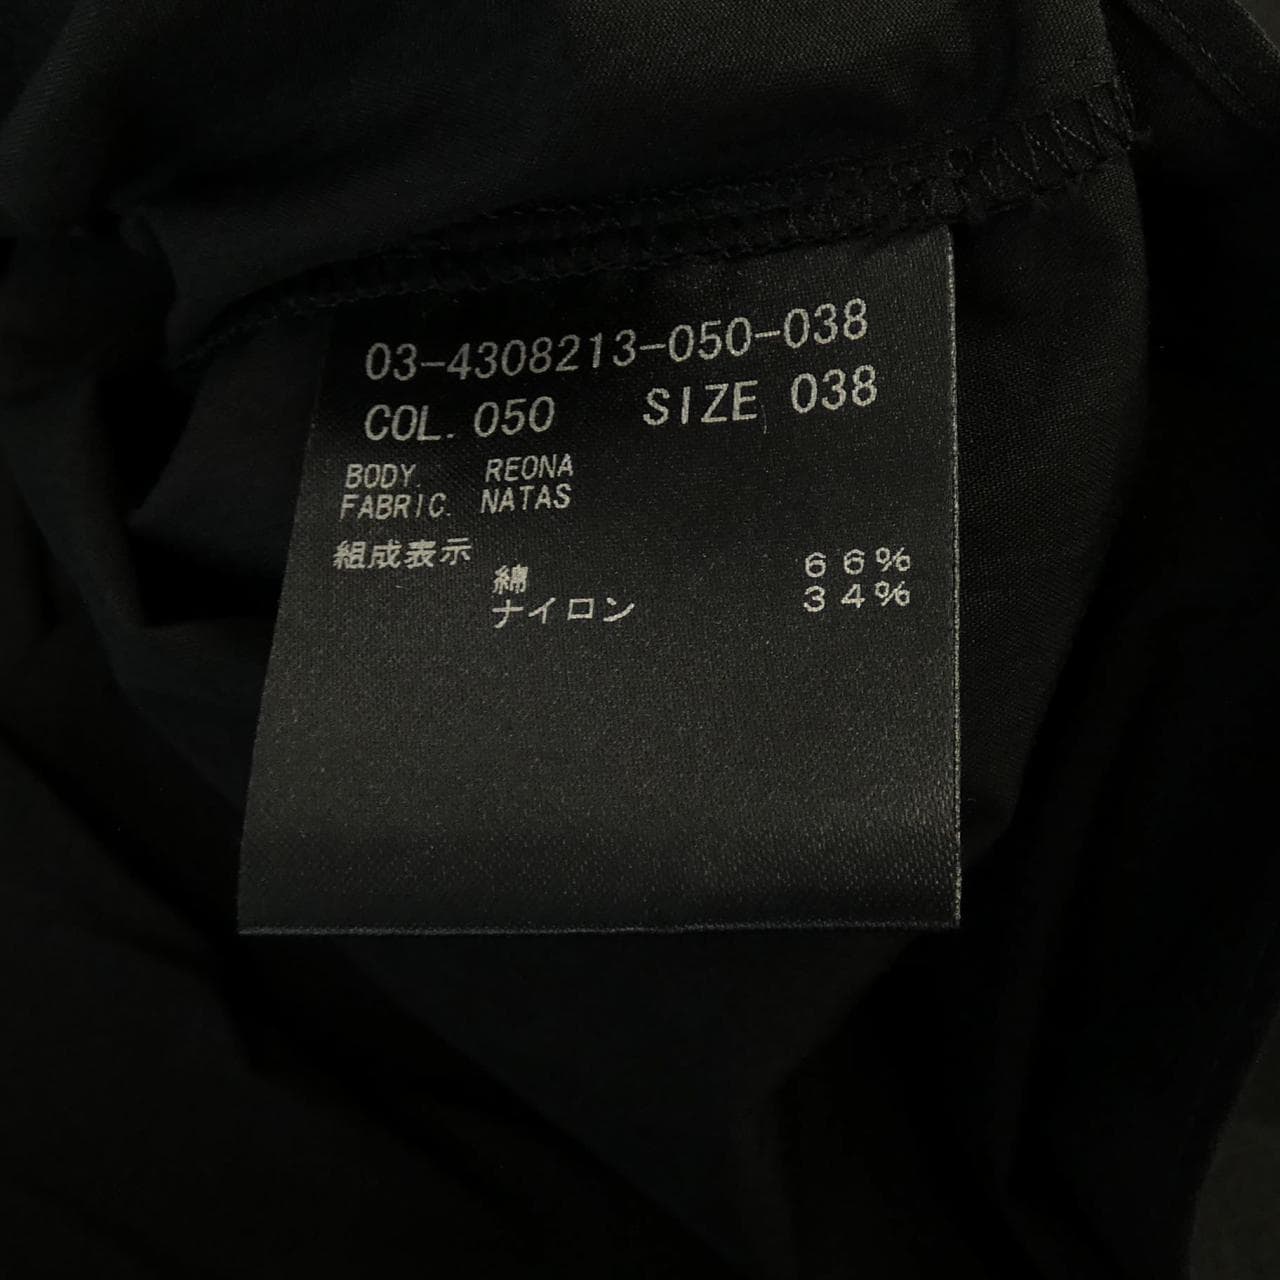 03-4308213-050-038
COL. 050 SIZE 038
BODY. REONA
FABRIC. NATAS
組成表示
綿 66%
ナイロン 34%